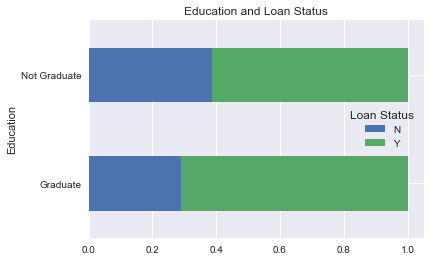 Education and Loan Status
Not Graduate
Graduate
Education
Loan Status
N
Y
0.0 0.2 0.4 0.6 0.8 1.0